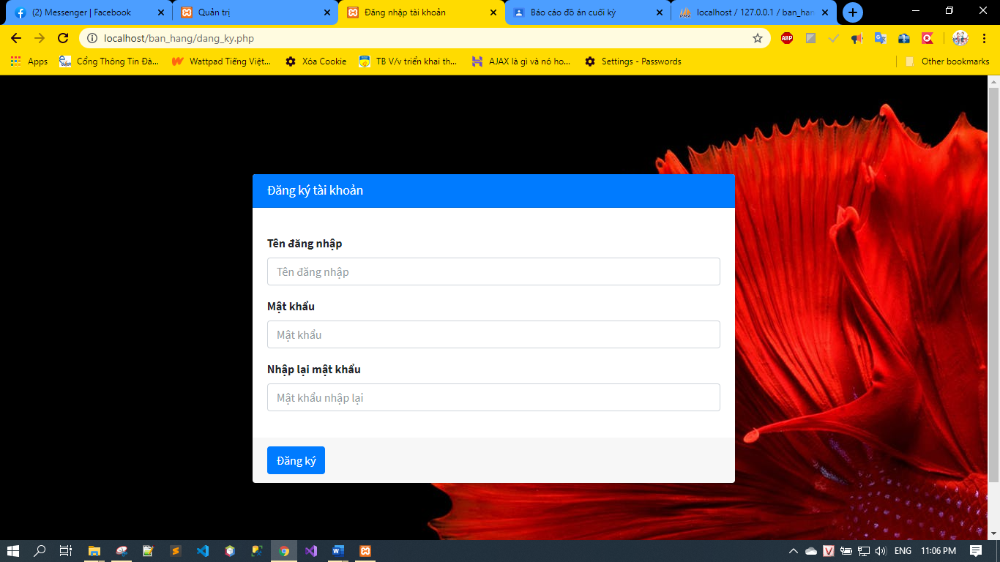 (2) Messenger | Facebook
Quản trị
Đăng nhập tài khoản
Báo cáo đồ án cuối kỳ
localhost / 127.0.0.1 / ban_han
localhost/ban_hang/dang_ky.php
ABP
Apps
Cổng Thông Tin Đà...
Wattpad Tiếng Việt...
Xóa Cookie
TB V/v triển khai th...
AJAX là gì và nó ho...
Settings - Passwords
Other bookmarks
Đăng ký tài khoản
Tên đăng nhập
Tên đăng nhập
Mật khẩu
Mật khẩu
Nhập lại mật khẩu
Mật khẩu nhập lại
Đăng ký
ENG
11:06 PM